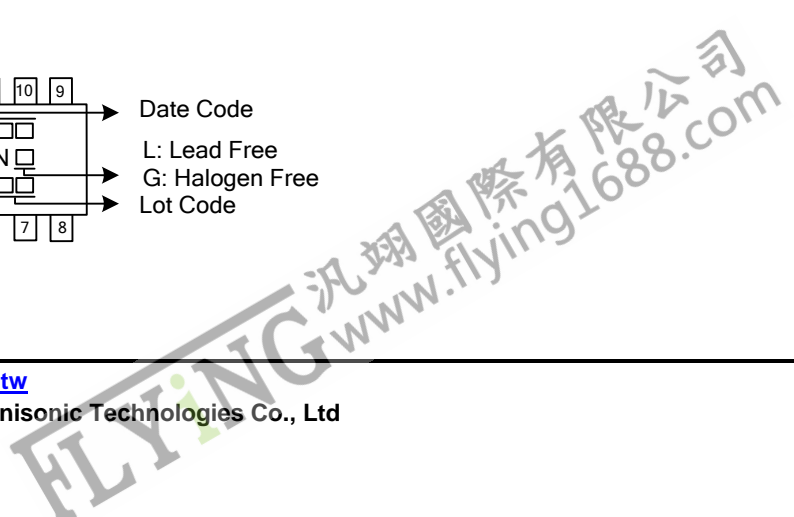 10 9
Date Code
L: Lead Free
N
G: Halogen Free
Lot Code
7 8
FLYiNG 汎翊國際有限公司
www.flying1688.com
tw
nisonic Technologies Co., Ltd